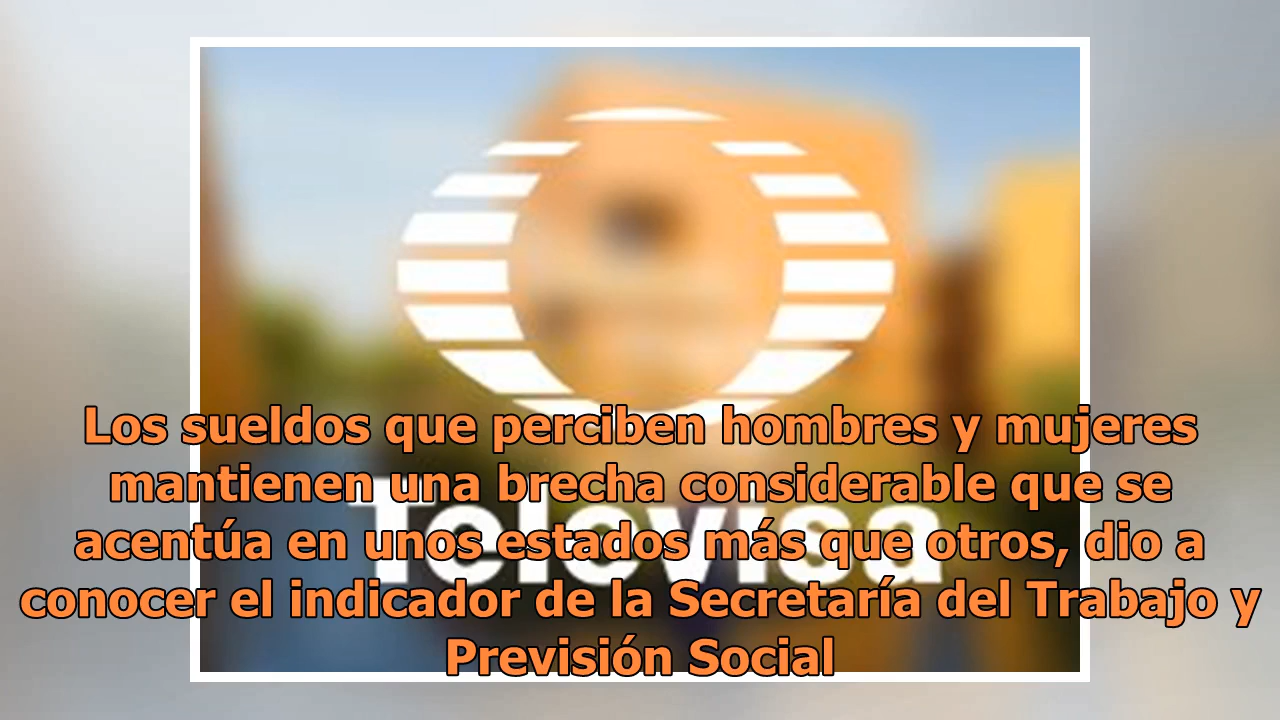 Los sueldos que perciben hombres y mujeres
mantienen una brecha considerable que se
acentúa en unos estados más que otros, dio a
Televisa
conocer el indicador de la Secretaría del Trabajo y
Previsión Social